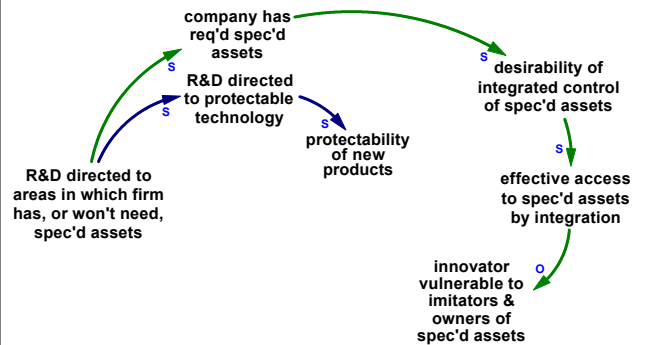 company has
req'd spec'd
assets
S
R&D directed
to protectable
technology
S
S
protectability
of new
products
R&D directed to
areas in which firm
has, or won't need,
spec'd assets
S
desirability of
integrated control
of spec'd assets
S
effective access
to spec'd assets
by integration
O
innovator
vulnerable to
imitators &
owners of
spec'd assets